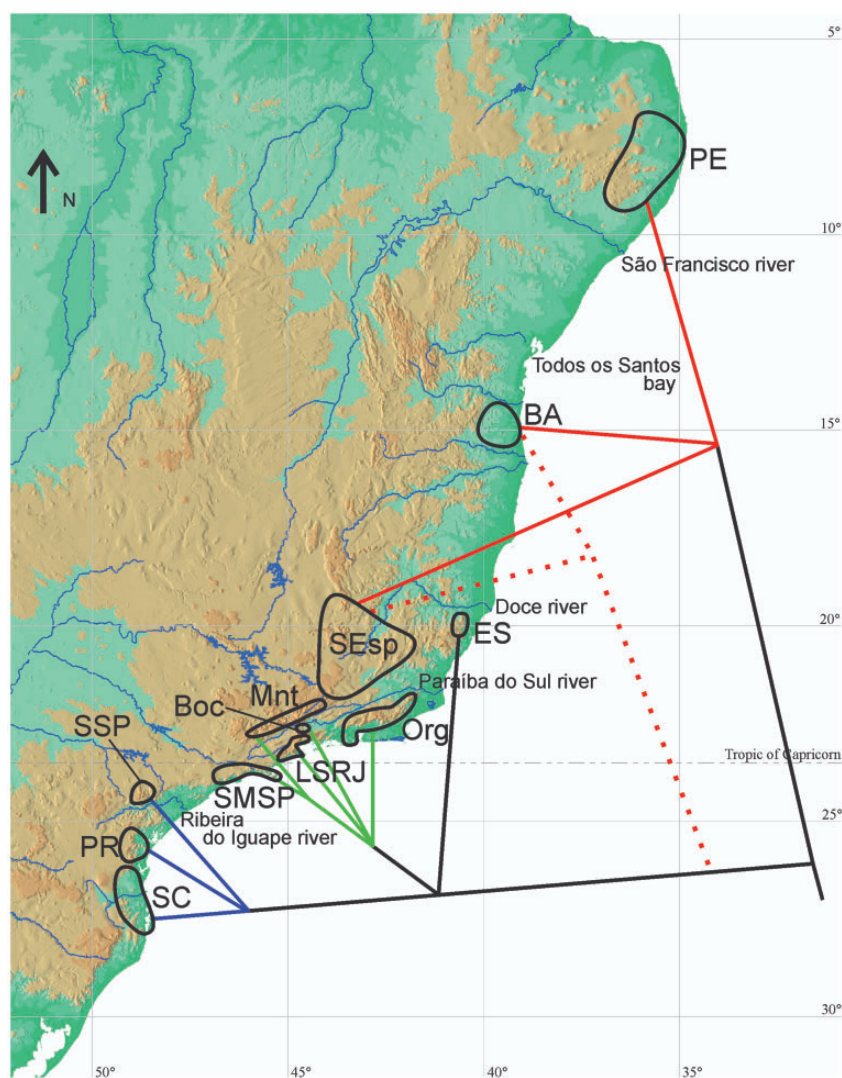 5°
N
PE
10°
São Francisco river
Todos os Santos
bay
BA
15°
Doce river
20°
SEsp
ES
Mnt
Paraíba do Sul river
Boc
SSP
Org
LSRJ
Tropic of Capricorn
SMSP
Ribeira
do Iguape river
25°
PR
SC
30°
50°
45°
40°
35°